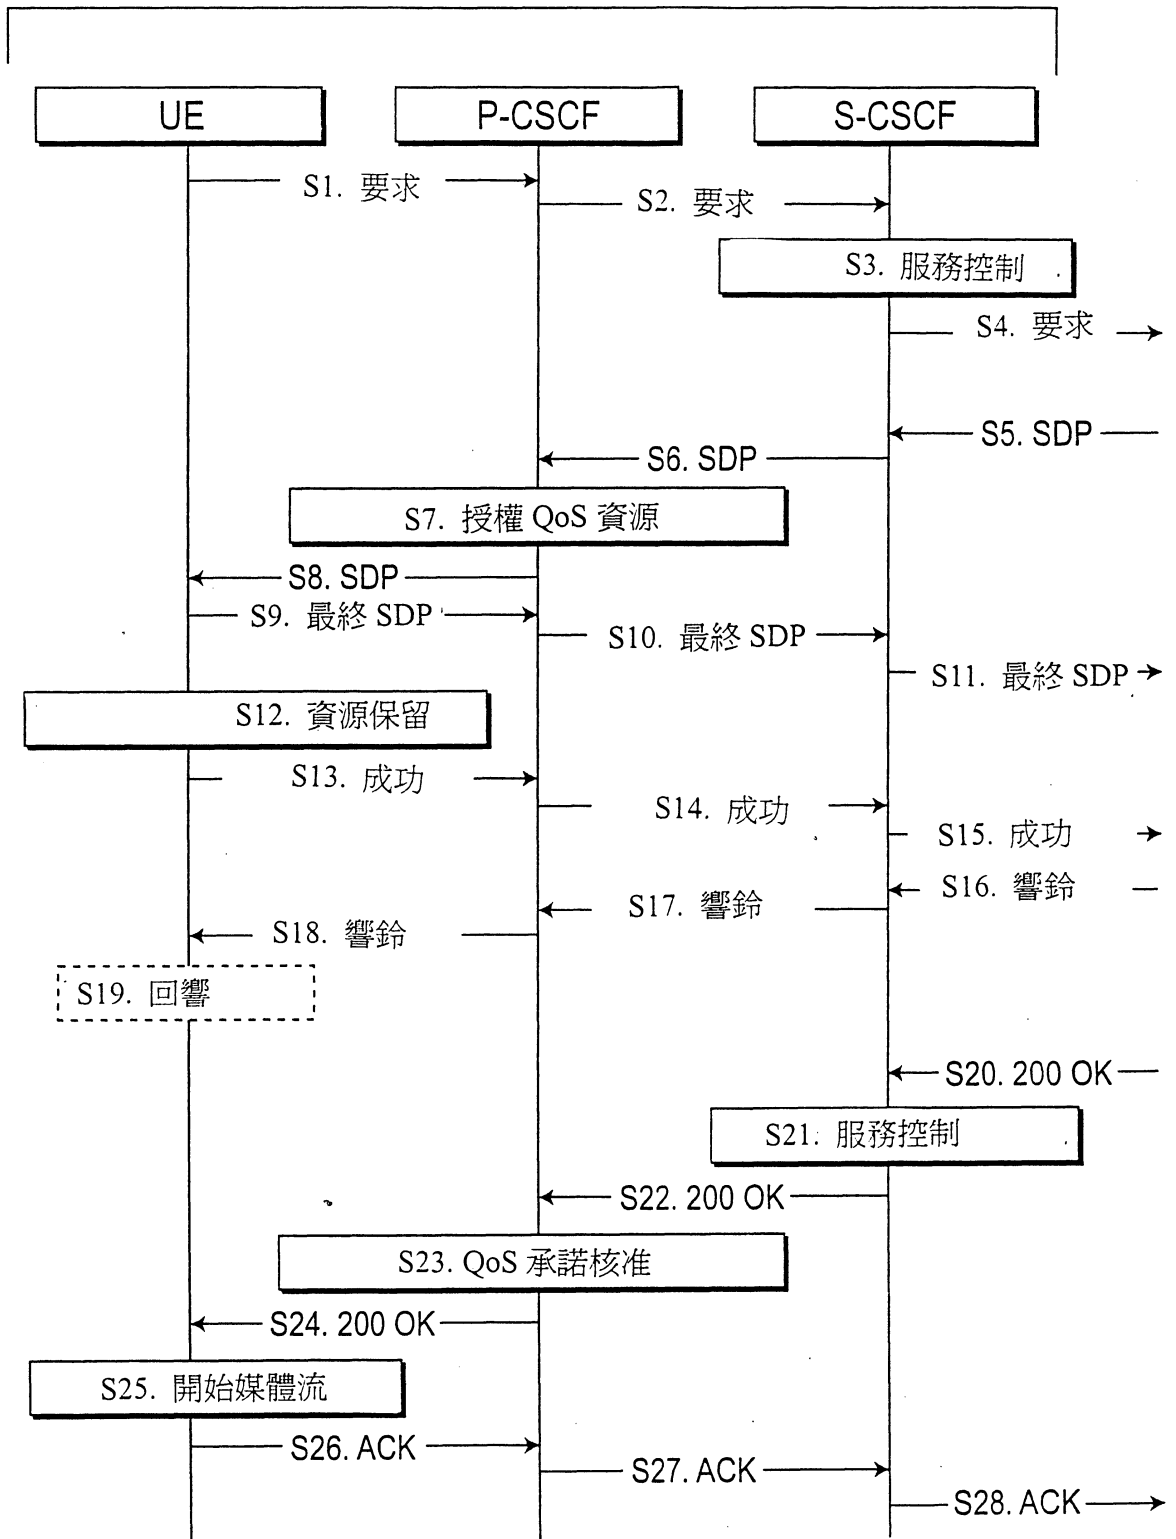 UE
P-CSCF
S-CSCF
S1. 要求
S2. 要求
S3. 服務控制
S4. 要求
S5. SDP
S6. SDP
S7. 授權 QoS 資源
S8. SDP
S9. 最終 SDP
S10. 最終 SDP
S11. 最終 SDP
S12. 資源保留
S13. 成功
S14. 成功
S15. 成功
S16. 響鈴
S17. 響鈴
S18. 響鈴
S19. 回響
S20. 200 OK
S21. 服務控制
S22. 200 OK
S23. QoS 承諾核准
S24. 200 OK
S25. 開始媒體流
S26. ACK
S27. ACK
S28. ACK